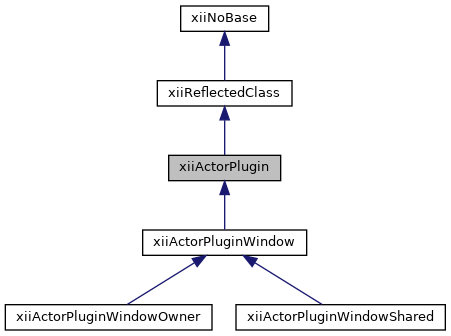 xiiNoBase
xiiReflectedClass
xiiActorPlugin
xiiActorPluginWindow
xiiActorPluginWindowOwner
xiiActorPluginWindowShared